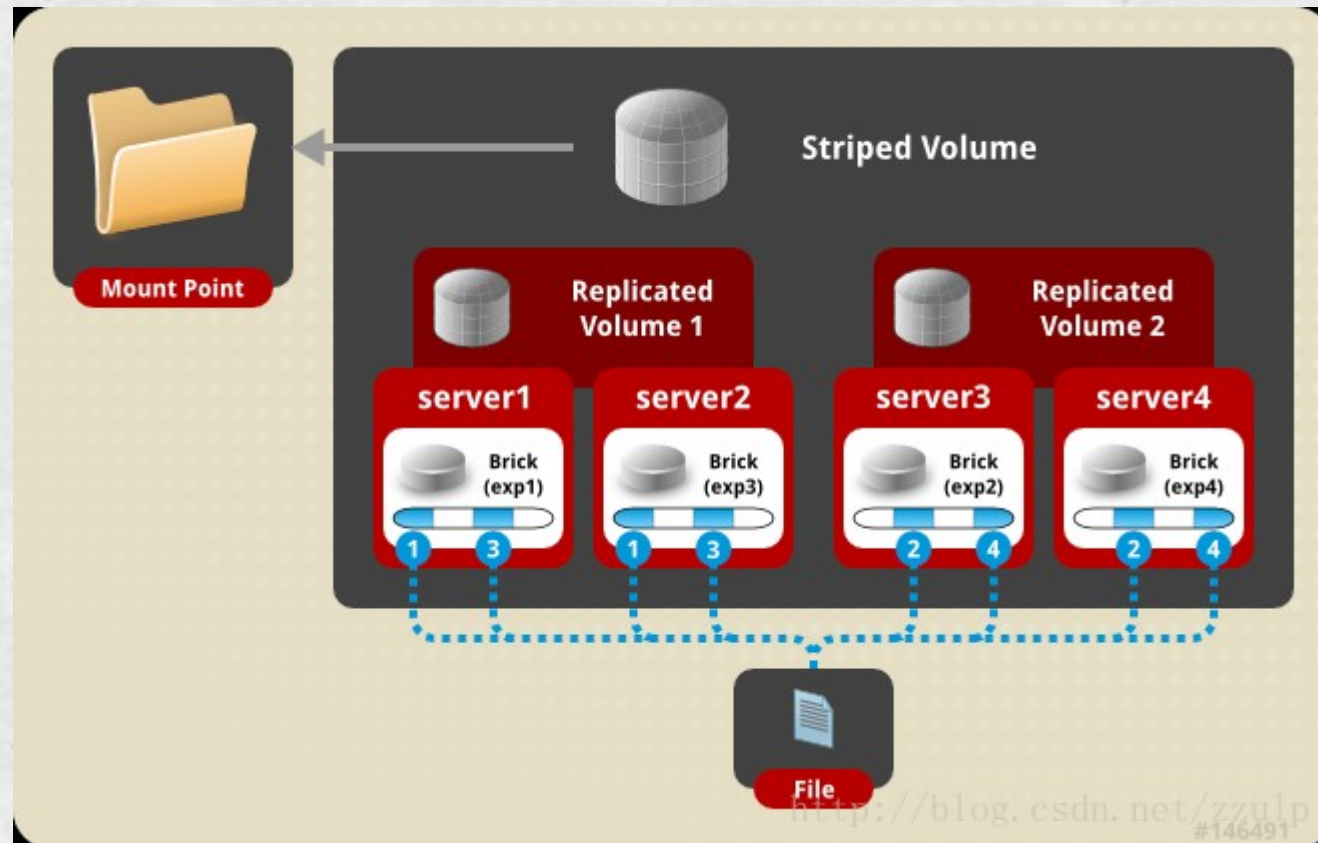 Striped Volume
Mount Point
Replicated
Volume 1
Replicated
Volume 2
server1
server2
server3
server4
Brick
(exp1)
Brick
(exp3)
Brick
(exp2)
Brick
(exp4)
1
3
1
3
2
4
2
4
File
http://blog.csdn.net/zzulp
#146491